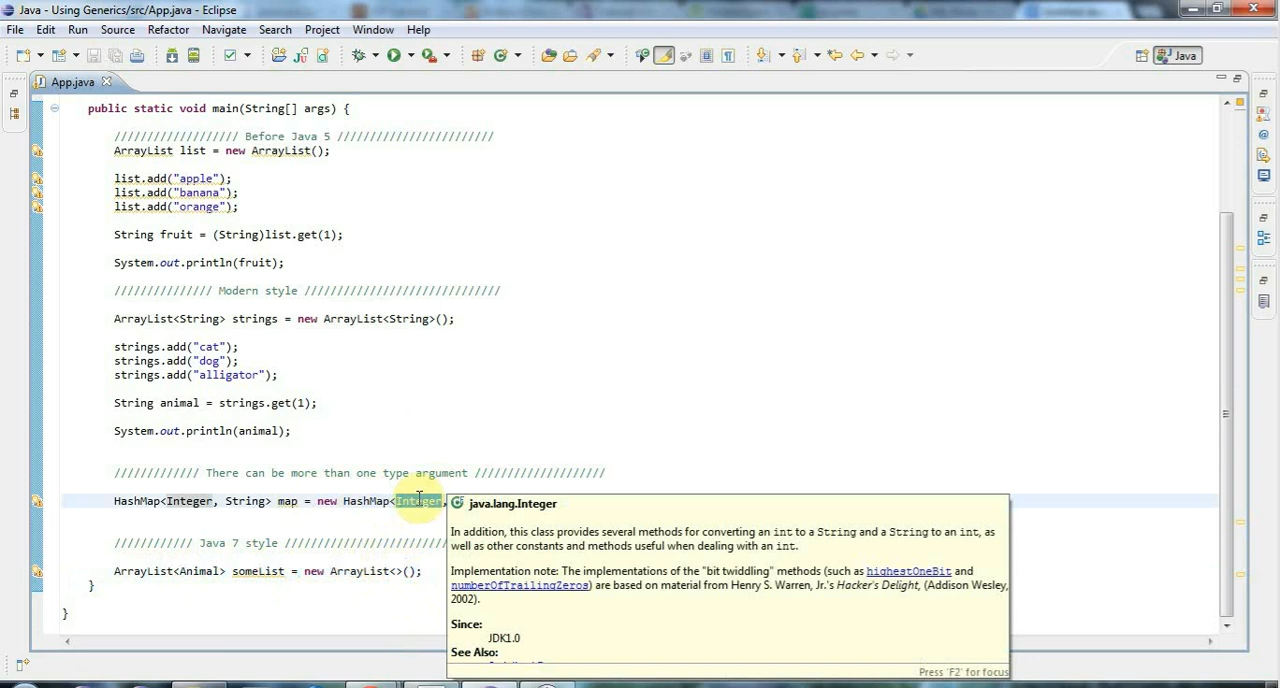 Java - Using Generics/src/App.java - Eclipse
File Edit Run Source Refactor Navigate Search Project Window Help
Java
App.java
public static void main(String[] args) {
/////////////////// Before Java 5 ////////////////////////
ArrayList list = new ArrayList();
list.add("apple");
list.add("banana");
list.add("orange");
String fruit = (String)list.get(1);
System.out.println(fruit);
/////////////// Modern style //////////////////////////////
ArrayList<String> strings = new ArrayList<String>();
strings.add("cat");
strings.add("dog");
strings.add("alligator");
String animal = strings.get(1);
System.out.println(animal);
///////////// There can be more than one type argument ////////////////////
HashMap<Integer, String> map = new HashMap<Integer,
//////////// Java 7 style /////////////////////////
ArrayList<Animal> someList = new ArrayList<>();
}
}
java.lang.Integer
In addition, this class provides several methods for converting an int to a String and a String to an int, as
well as other constants and methods useful when dealing with an int.
Implementation note: The implementations of the "bit twiddling" methods (such as highestOneBit and
numberOfTrailingZeros) are based on material from Henry S. Warren, Jr.'s Hacker's Delight, (Addison Wesley,
2002).
Since:
JDK1.0
See Also:
Press 'F2' for focus